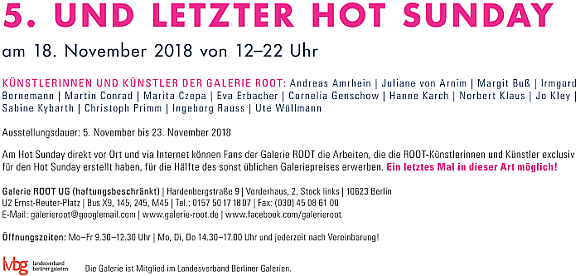 5. UND LETZTER HOT SUNDAY
am 18. November 2018 von 12–22 Uhr
KÜNSTLERINNEN UND KÜNSTLER DER GALERIE ROOT: Andreas Amrhein | Juliane von Arnim | Margit Buß | Irmgard
Bornemann | Martin Conrad | Marita Czepa | Eva Erbacher | Cornelia Genschow | Hanne Karch | Norbert Klaus | Jo Kley |
Sabine Kybarth | Christoph Primm | Ingeborg Rauss | Ute Wöllmann
Ausstellungsdauer: 5. November bis 23. November 2018
Am Hot Sunday direkt vor Ort und via Internet können Fans der Galerie ROOT die Arbeiten, die die ROOT-Künstlerinnen und Künstler exclusiv
für den Hot Sunday erstellt haben, für die Hälfte des sonst üblichen Galeriepreises erwerben. Ein letztes Mal in dieser Art möglich!
Galerie ROOT UG (haftungsbeschränkt) | Hardenbergstraße 9 | Vorderhaus, 2. Stock links | 10623 Berlin
U2 Ernst-Reuter-Platz | Bus X9, 145, 245, M45 | Tel.: 0157 50 17 18 07 | Fax: (030) 45 08 61 00
E-Mail: galerieroot@googlemail.com | www.galerie-root.de | www.facebook.com/galerieroot
Öffnungszeiten: Mo–Fr 9.30–12.30 Uhr | Mo, Di, Do 14.30–17.00 Uhr und jederzeit nach Vereinbarung!
lvbg landesverband
berliner galerien
Die Galerie ist Mitglied im Landesverband Berliner Galerien.